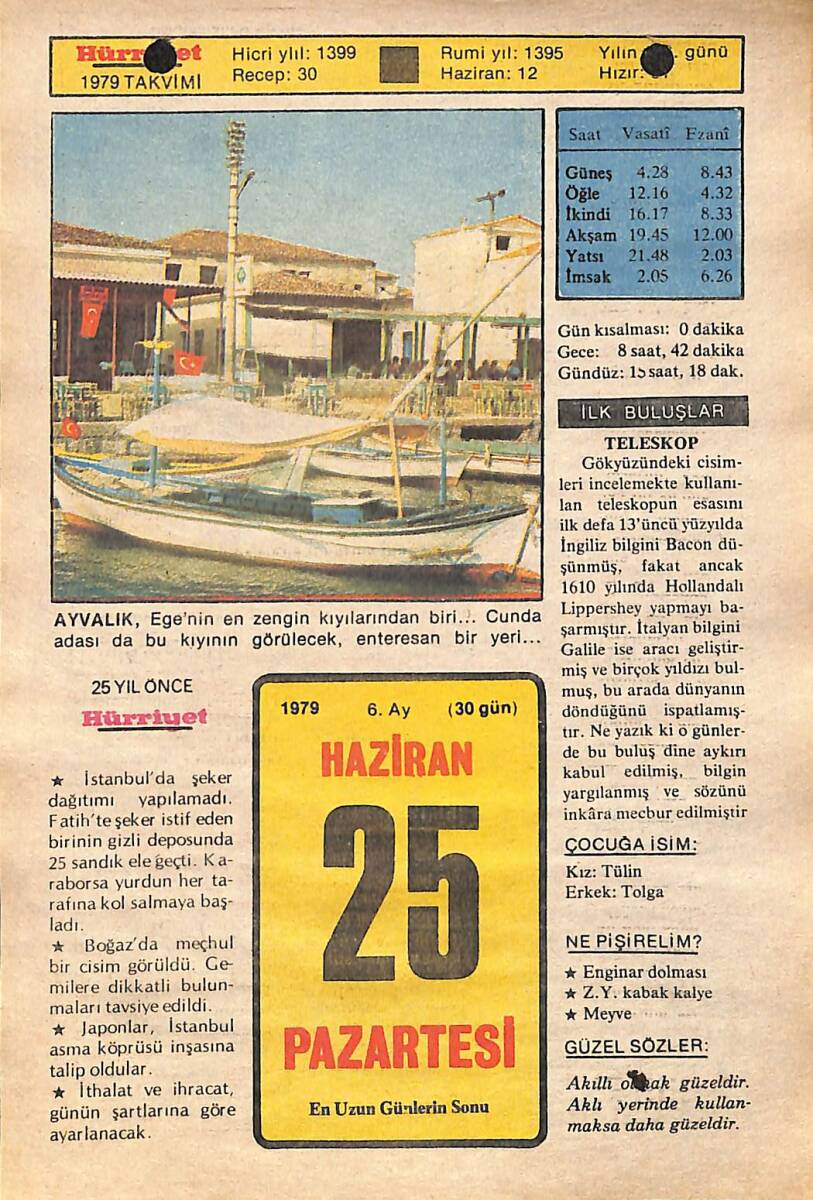 Hürriyet
1979 TAKVİMİ
Hicri yıl: 1399
Recep: 30
Rumi yıl: 1395
Haziran: 12
Yılın günü
Hızır:
Saat Vasatî Ezanî
Güneş 4.28 8.43
Öğle 12.16 4.32
İkindi 16.17 8.33
Akşam 19.45 12.00
Yatsı 21.48 2.03
İmsak 2.05 6.26
Gün kısalması: 0 dakika
Gece: 8 saat, 42 dakika
Gündüz: 15 saat, 18 dak.
AYVALIK, Ege'nin en zengin kıyılarından biri... Cunda
adası da bu kıyının görülecek, enteresan bir yeri...
İLK BULUŞLAR
TELESKOP
Gökyüzündeki cisim-
leri incelemekte kullanı-
lan teleskopun esasını
ilk defa 13'üncü yüzyılda
İngiliz bilgini Bacon dü-
şünmüş, fakat ancak
1610 yılında Hollandalı
Lippershey yapmayı ba-
şarmıştır. İtalyan bilgini
Galile ise aracı geliştir-
miş ve birçok yıldızı bul-
muş, bu arada dünyanın
döndüğünü ispatlamış-
tır. Ne yazık ki o günler-
de bu buluş dine aykırı
kabul edilmiş, bilgin
yargılanmış ve sözünü
inkâra mecbur edilmiştir
25 YIL ÖNCE
Hürriyet
★ İstanbul'da şeker
dağıtımı yapılamadı.
Fatih'te şeker istif eden
birinin gizli deposunda
25 sandık ele geçti. Ka-
raborsa yurdun her ta-
rafına kol salmaya baş-
ladı.
★ Boğaz'da meçhul
bir cisim görüldü. Ge-
milere dikkatli bulun-
maları tavsiye edildi.
★ Japonlar, İstanbul
asma köprüsü inşasına
talip oldular.
★ İthalat ve ihracat,
günün şartlarına göre
ayarlanacak.
1979 6. Ay (30 gün)
HAZİRAN
25
PAZARTESİ
En Uzun Günlerin Sonu
ÇOCUĞA İSİM:
Kız: Tülin
Erkek: Tolga
NE PİŞİRELİM?
★ Enginar dolması
★ Z.Y. kabak kalye
★ Meyve
GÜZEL SÖZLER:
Akıllı olmak güzeldir.
Aklı yerinde kullan-
maksa daha güzeldir.